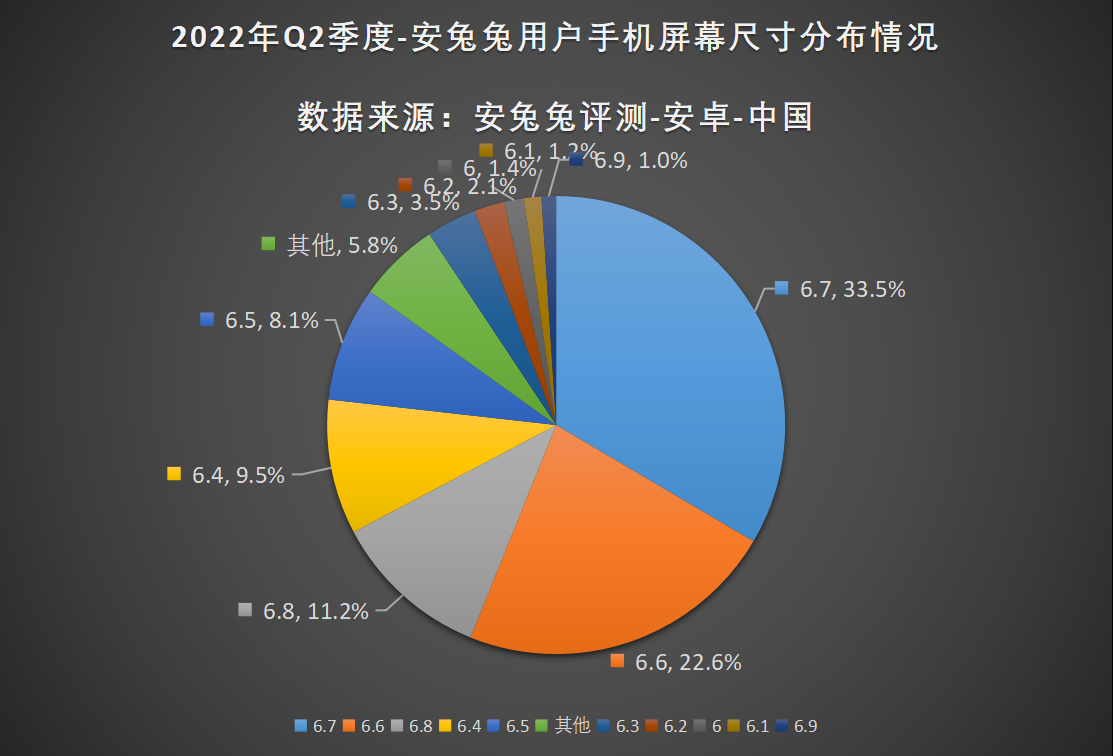 2022年Q2季度-安兔兔用户手机屏幕尺寸分布情况
数据来源：安兔兔评测-安卓-中国
6.1, 1.2%
6.9, 1.0%
6, 1.4%
6.2, 2.1%
6.3, 3.5%
其他, 5.8%
6.7, 33.5%
6.5, 8.1%
6.4, 9.5%
6.8, 11.2%
6.6, 22.6%
6.7 6.6 6.8 6.4 6.5 其他 6.3 6.2 6 6.1 6.9